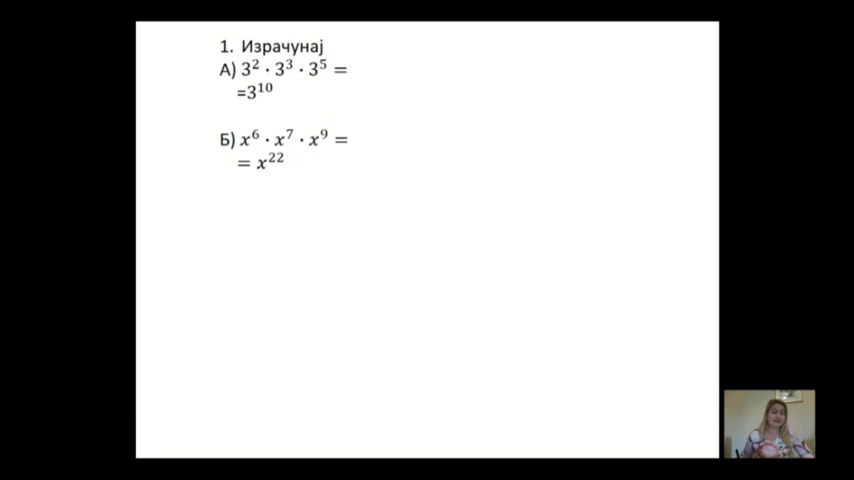 1. Израчунај
А) 3² · 3³ · 3⁵ =
=3¹⁰
Б) x⁶ · x⁷ · x⁹ =
= x²²